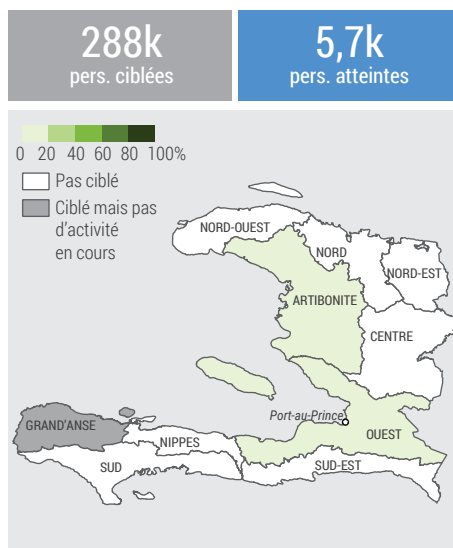 288k
pers. ciblées
5,7k
pers. atteintes
0 20 40 60 80 100%
Pas ciblé
Ciblé mais pas
d'activité
en cours
NORD-OUEST
NORD
NORD-EST
ARTIBONITE
CENTRE
Port-au-Prince
GRAND'ANSE
NIPPES
OUEST
SUD
SUD-EST